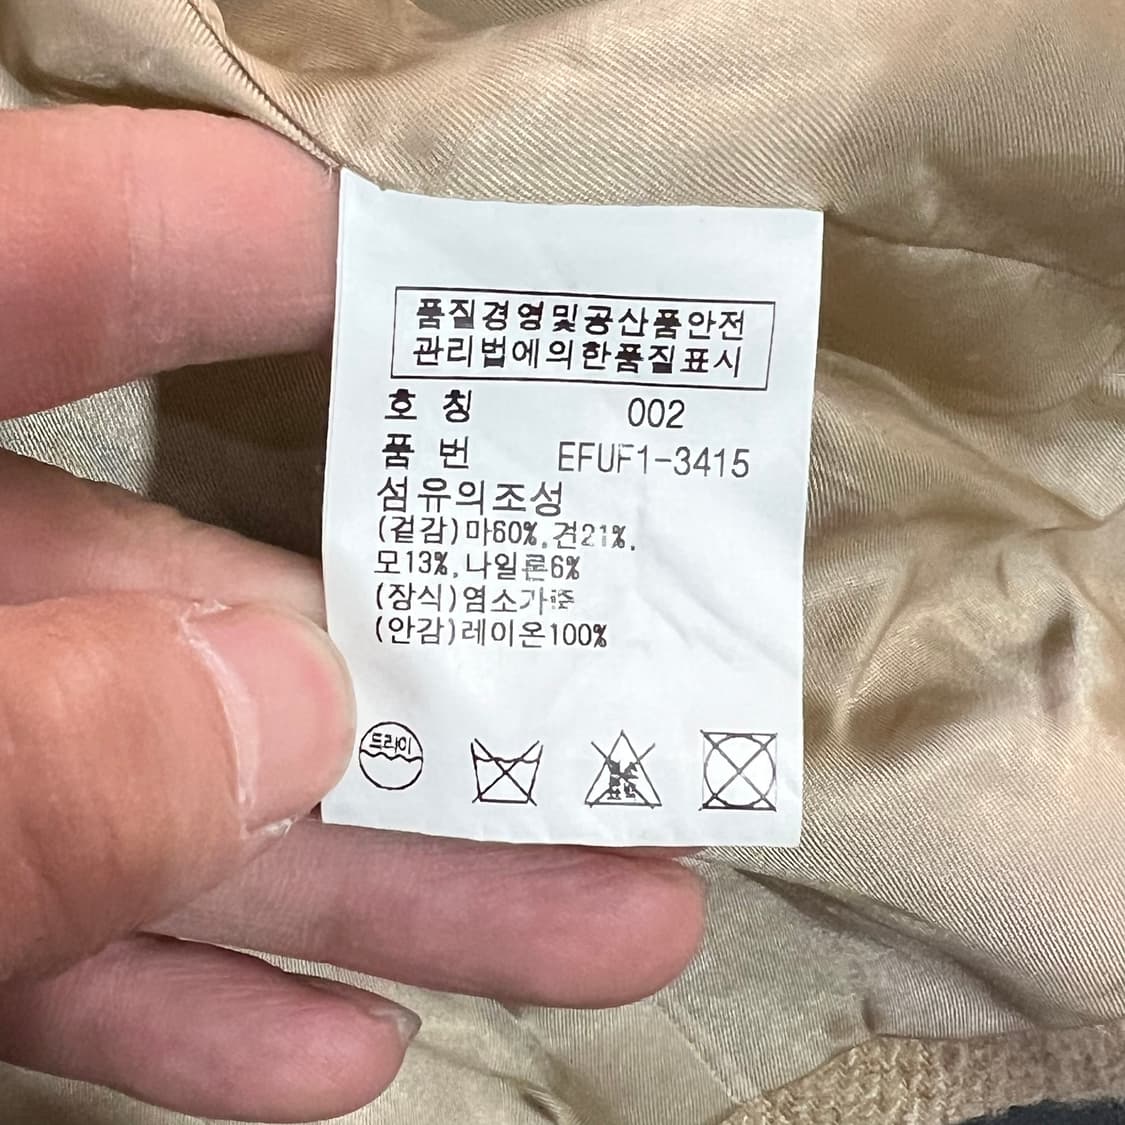 품질경영및공산품안전
관리법에의한품질표시
호 칭 002
품 번 EFUF1-3415
섬유의조성
(겉감)마60%,견21%,
모13%,나일론6%
(장식)염소가죽
(안감)레이온100%
드라이